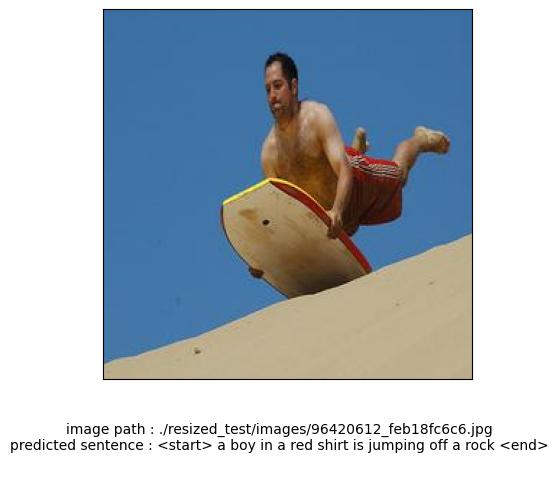 image path : ./resized_test/images/96420612_feb18fc6c6.jpg
predicted sentence : <start> a boy in a red shirt is jumping off a rock <end>